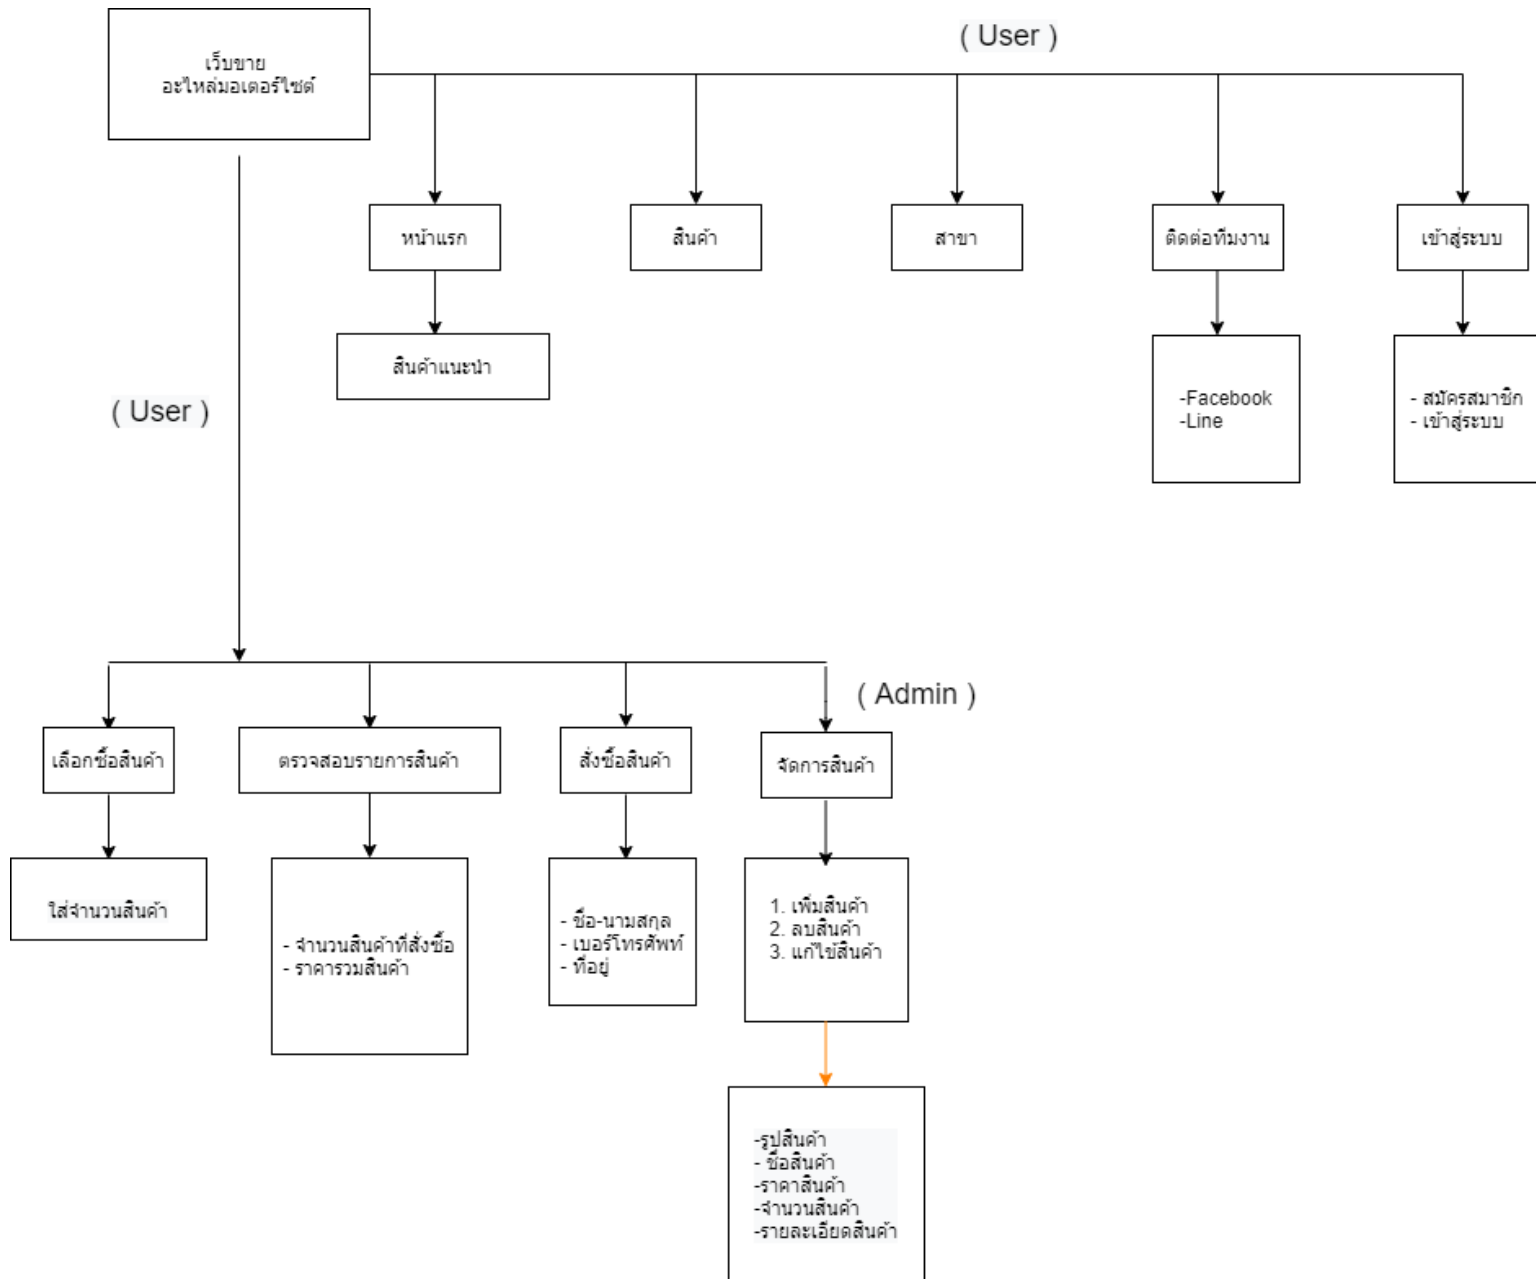 ( User )
เว็บขาย
อะไหล่มอเตอร์ไซต์
หน้าแรก
สินค้า
สาขา
ติดต่อทีมงาน
เข้าสู่ระบบ
สินค้าแนะนำ
-Facebook
-Line
- สมัครสมาชิก
- เข้าสู่ระบบ
( User )
( Admin )
เลือกซื้อสินค้า
ตรวจสอบรายการสินค้า
สั่งซื้อสินค้า
จัดการสินค้า
ใส่จำนวนสินค้า
- จำนวนสินค้าที่สั่งซื้อ
- ราคารวมสินค้า
- ชื่อ-นามสกุล
- เบอร์โทรศัพท์
- ที่อยู่
1. เพิ่มสินค้า
2. ลบสินค้า
3. แก้ไข้สินค้า
-รูปสินค้า
- ชื่อสินค้า
-ราคาสินค้า
-จำนวนสินค้า
-รายละเอียดสินค้า